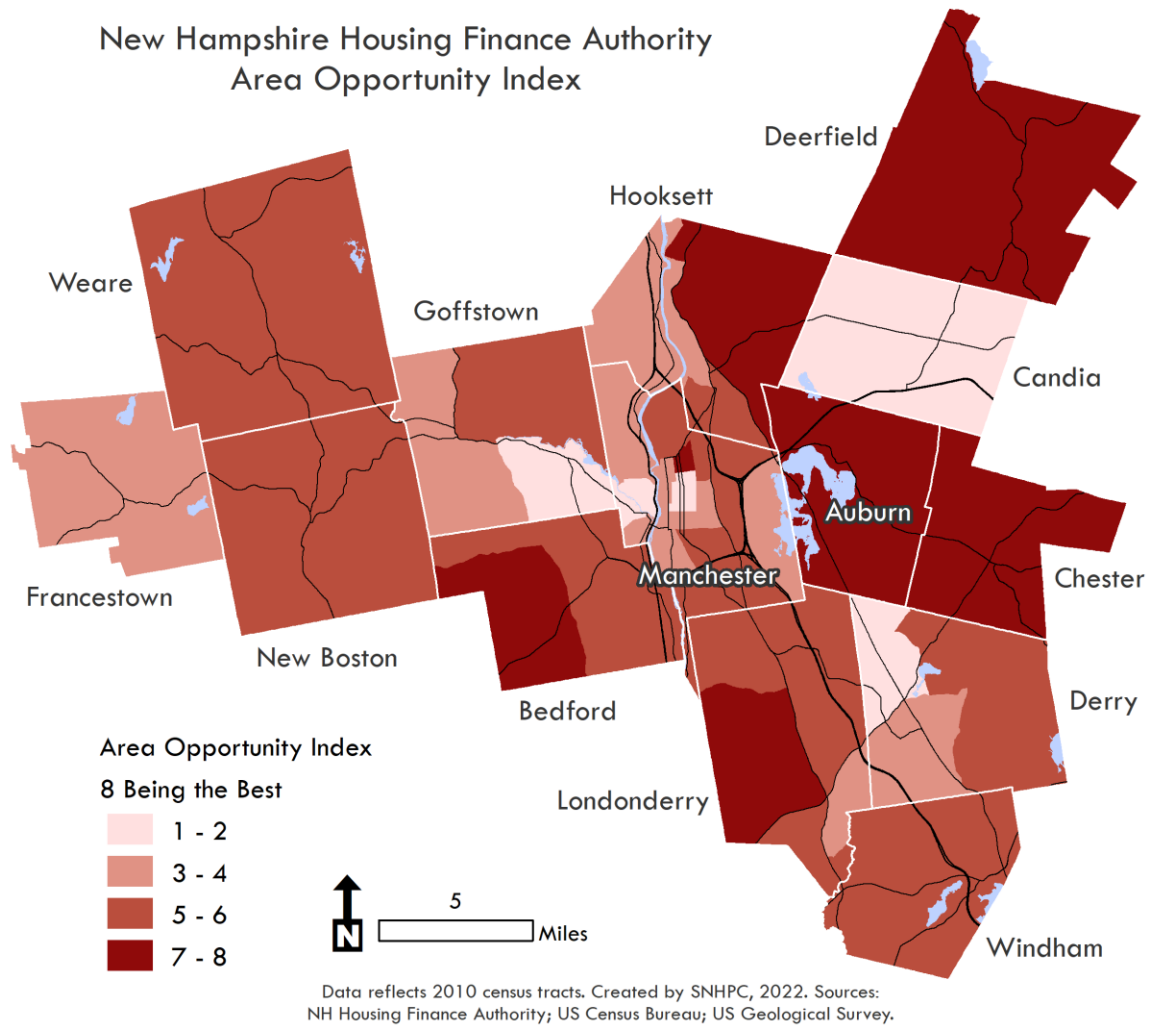 New Hampshire Housing Finance Authority
Area Opportunity Index
Deerfield
Hooksett
Weare
Goffstown
Candia
Auburn
Manchester
Chester
Francestown
New Boston
Derry
Bedford
Londonderry
Windham
Area Opportunity Index
8 Being the Best
1 - 2
3 - 4
5 - 6
7 - 8
N
5
Miles
Data reflects 2010 census tracts. Created by SNHPC, 2022. Sources:
NH Housing Finance Authority; US Census Bureau; US Geological Survey.